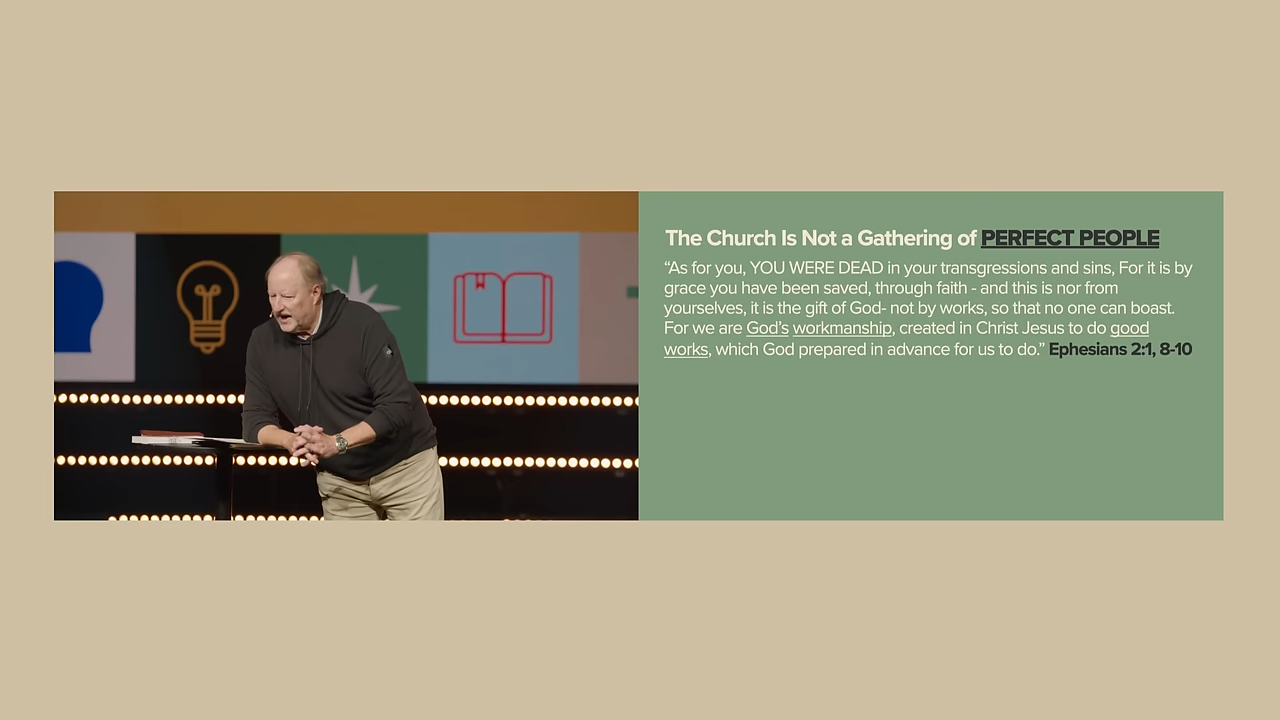 The Church Is Not a Gathering of PERFECT PEOPLE
“As for you, YOU WERE DEAD in your transgressions and sins, For it is by
grace you have been saved, through faith - and this is nor from
yourselves, it is the gift of God- not by works, so that no one can boast.
For we are God’s workmanship, created in Christ Jesus to do good
works, which God prepared in advance for us to do.” Ephesians 2:1, 8-10